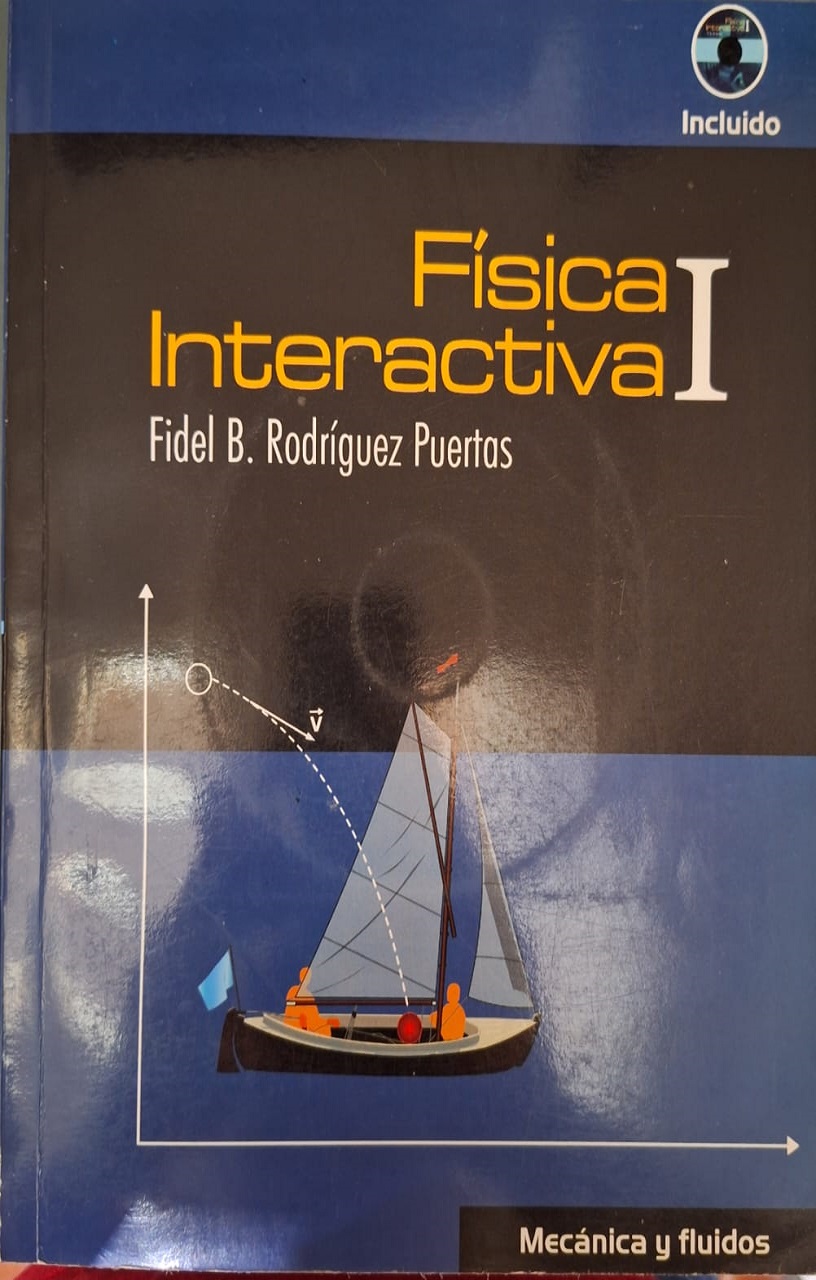 Incluido
Física
Interactiva I
Fidel B. Rodríguez Puertas
v⃗
Mecánica y fluidos